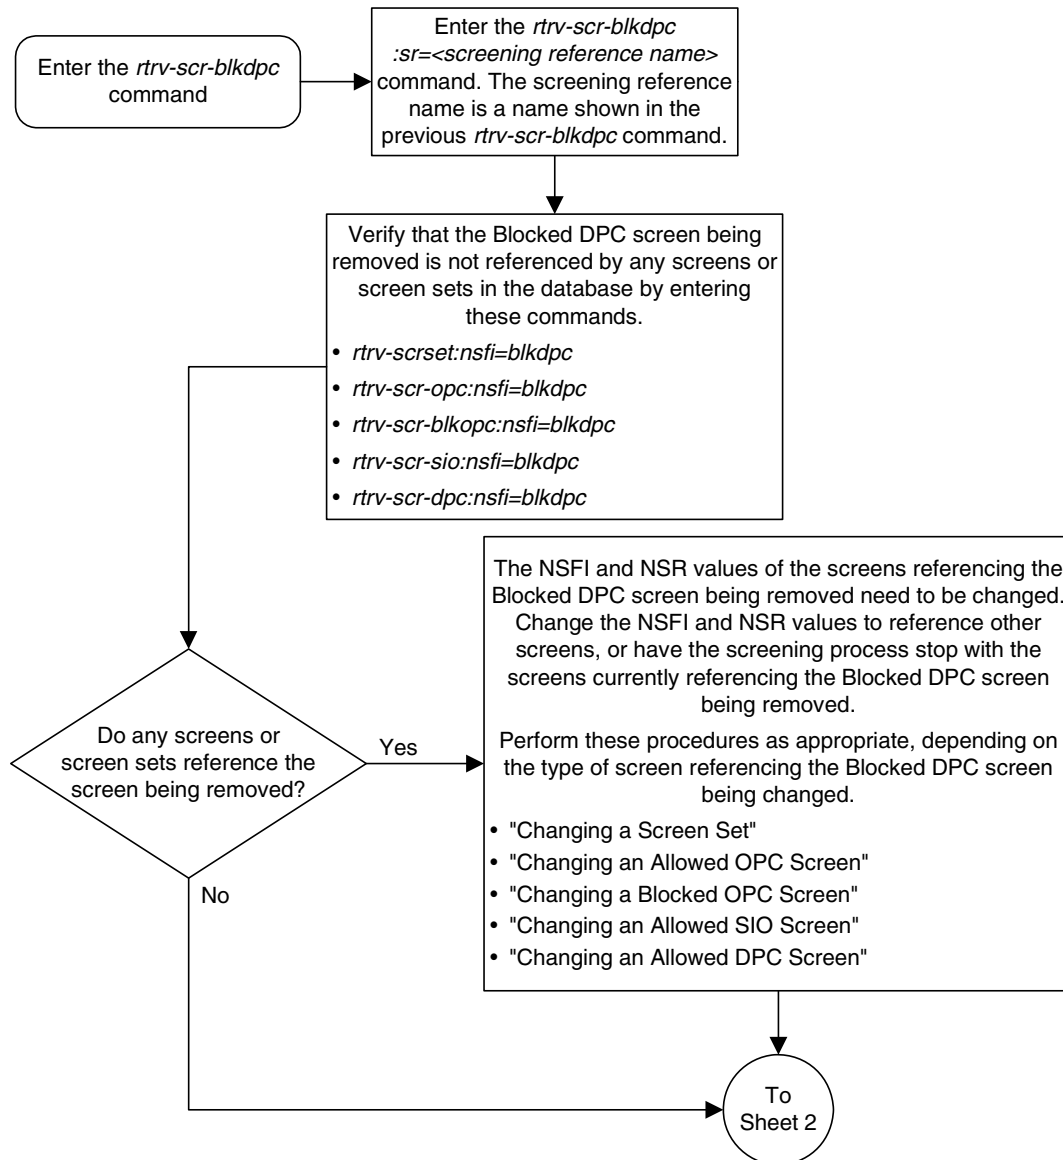 Enter the rtrv-scr-blkdpc
command
Enter the rtrv-scr-blkdpc
:sr=<screening reference name>
command. The screening reference
name is a name shown in the
previous rtrv-scr-blkdpc command.
Verify that the Blocked DPC screen being
removed is not referenced by any screens or
screen sets in the database by entering
these commands.
• rtrv-scrset:nsfi=blkdpc
• rtrv-scr-opc:nsfi=blkdpc
• rtrv-scr-blkopc:nsfi=blkdpc
• rtrv-scr-sio:nsfi=blkdpc
• rtrv-scr-dpc:nsfi=blkdpc
Do any screens or
screen sets reference the
screen being removed?
Yes
No
The NSFI and NSR values of the screens referencing the
Blocked DPC screen being removed need to be changed.
Change the NSFI and NSR values to reference other
screens, or have the screening process stop with the
screens currently referencing the Blocked DPC screen
being removed.
Perform these procedures as appropriate, depending on
the type of screen referencing the Blocked DPC screen
being changed.
• "Changing a Screen Set"
• "Changing an Allowed OPC Screen"
• "Changing a Blocked OPC Screen"
• "Changing an Allowed SIO Screen"
• "Changing an Allowed DPC Screen"
To
Sheet 2